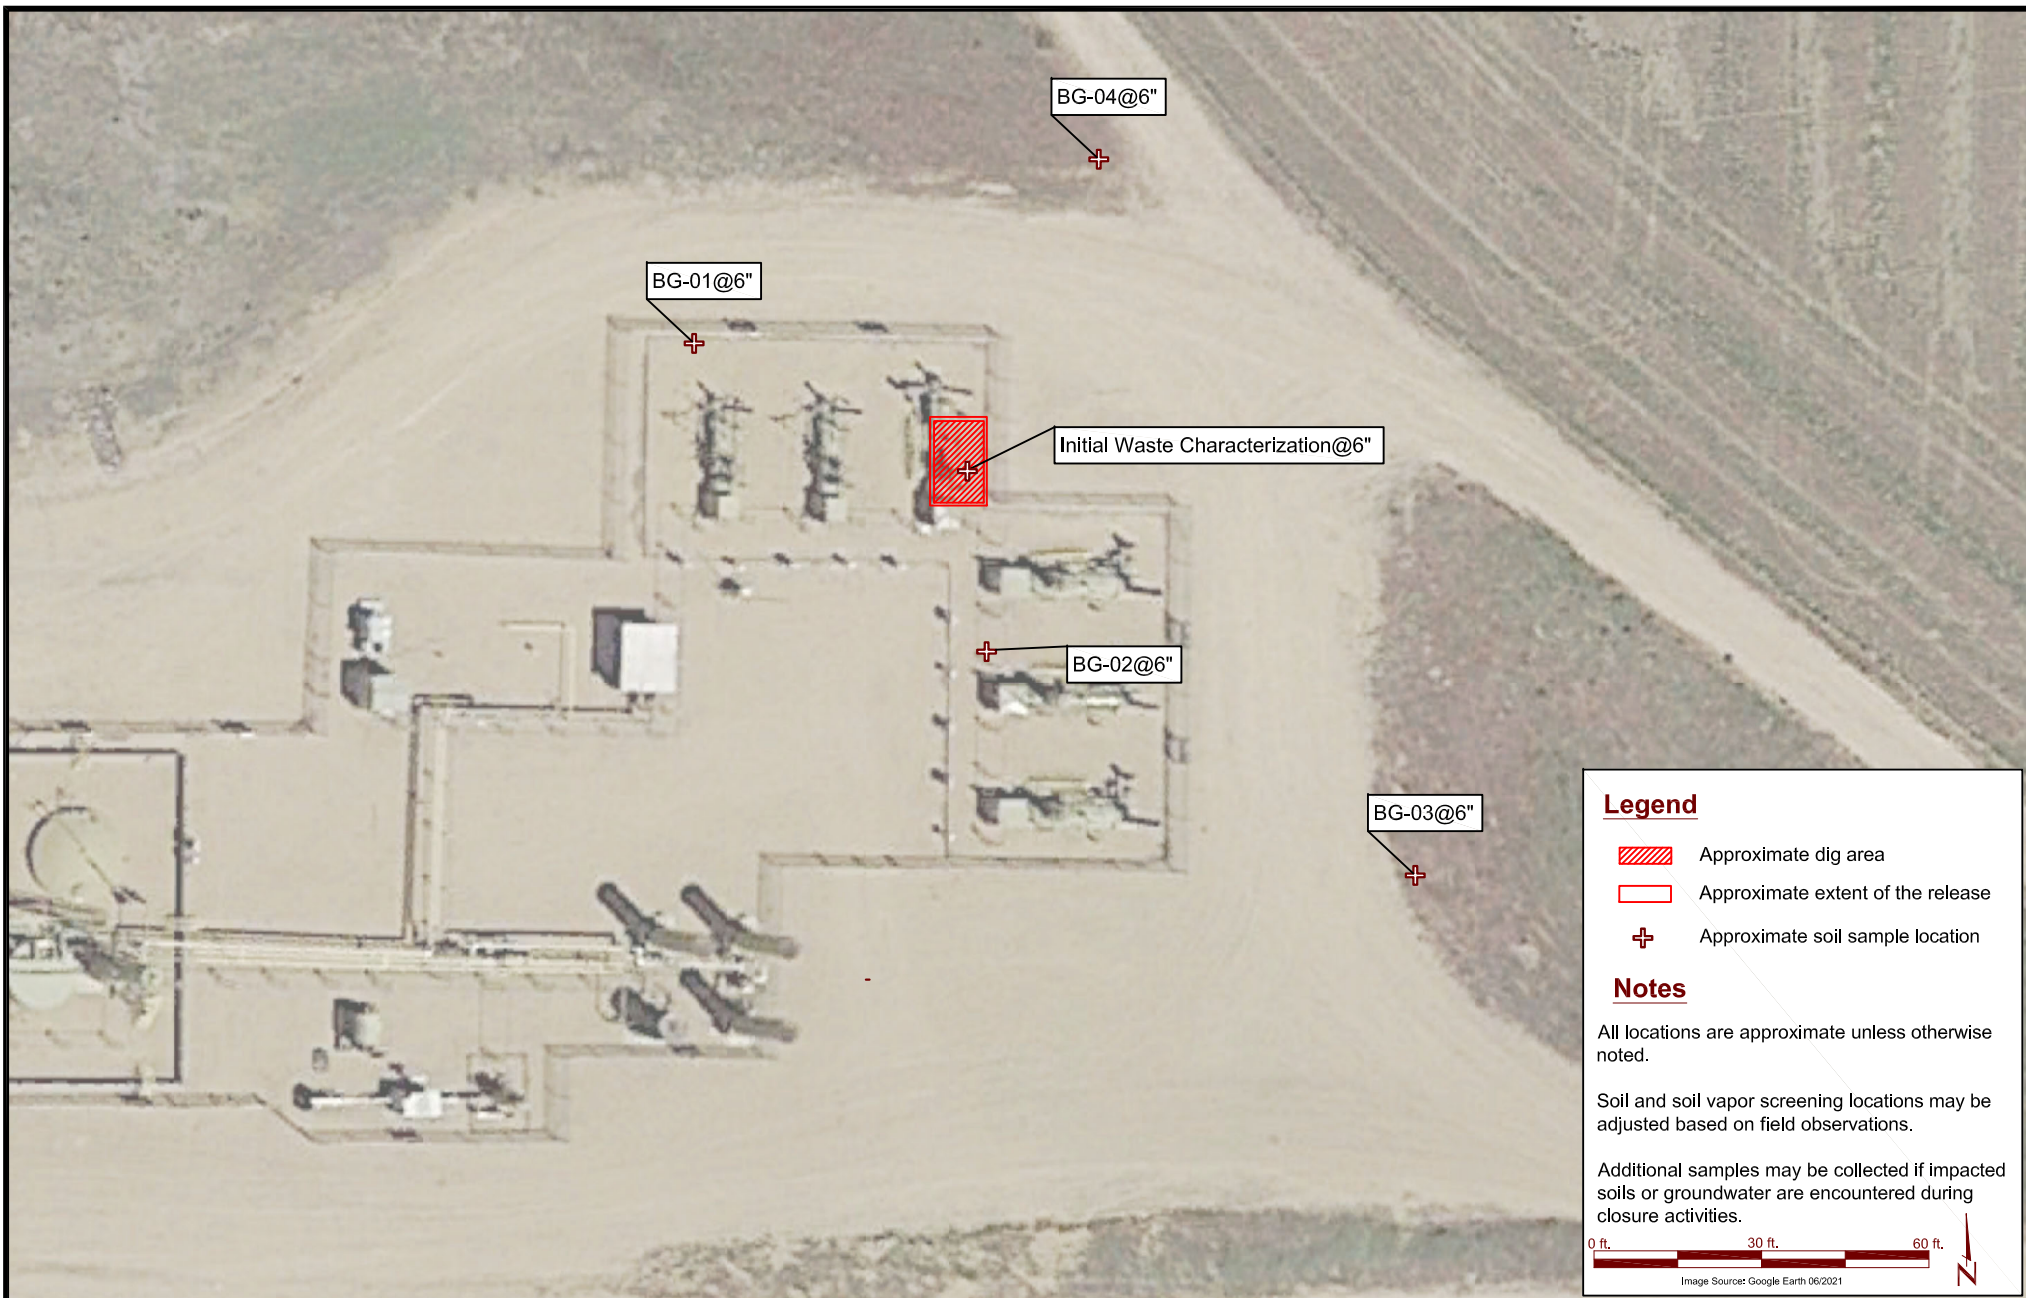 BG-04@6"
BG-01@6"
Initial Waste Characterization@6"
BG-02@6"
BG-03@6"
Legend
Approximate dig area
Approximate extent of the release
Approximate soil sample location
Notes
All locations are approximate unless otherwise
noted.
Soil and soil vapor screening locations may be
adjusted based on field observations.
Additional samples may be collected if impacted
soils or groundwater are encountered during
closure activities.
0 ft. 30 ft. 60 ft.
N
Image Source: Google Earth 06/2021